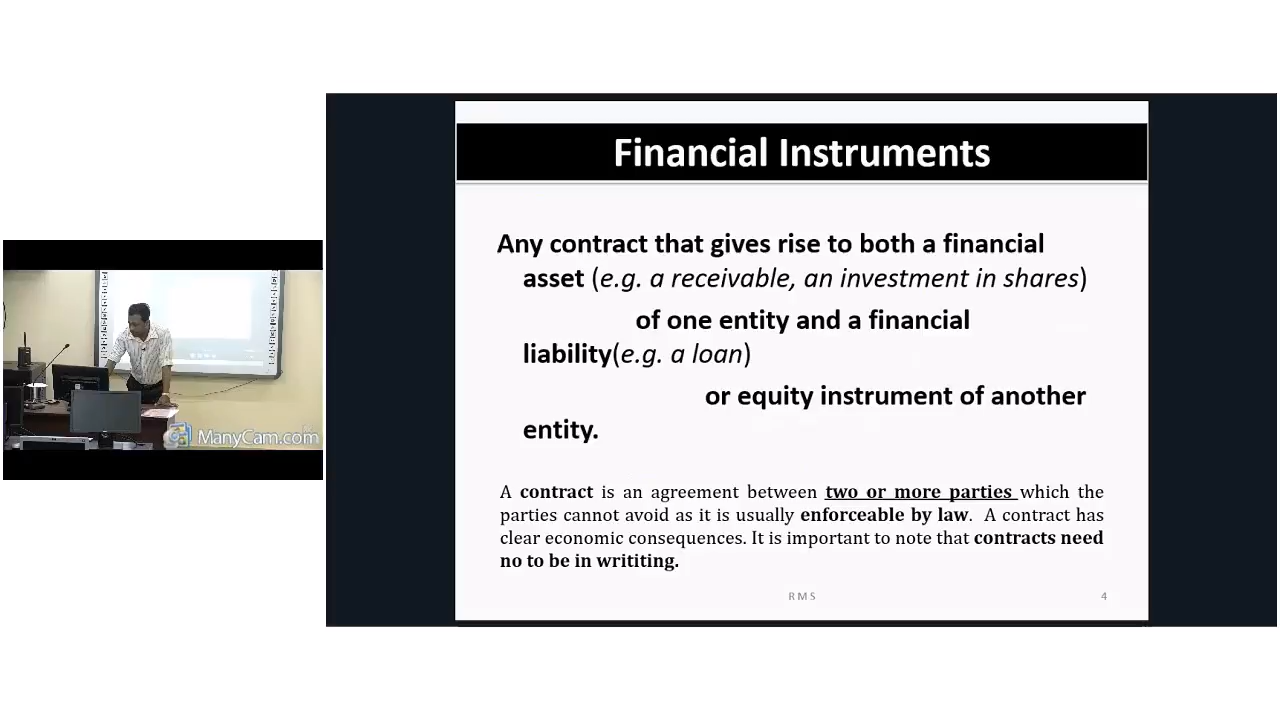 Financial Instruments
Any contract that gives rise to both a financial
asset (e.g. a receivable, an investment in shares)
of one entity and a financial
liability(e.g. a loan)
or equity instrument of another
entity.
A contract is an agreement between two or more parties which the
parties cannot avoid as it is usually enforceable by law. A contract has
clear economic consequences. It is important to note that contracts need
no to be in writiting.
RMS
4
ManyCam.com